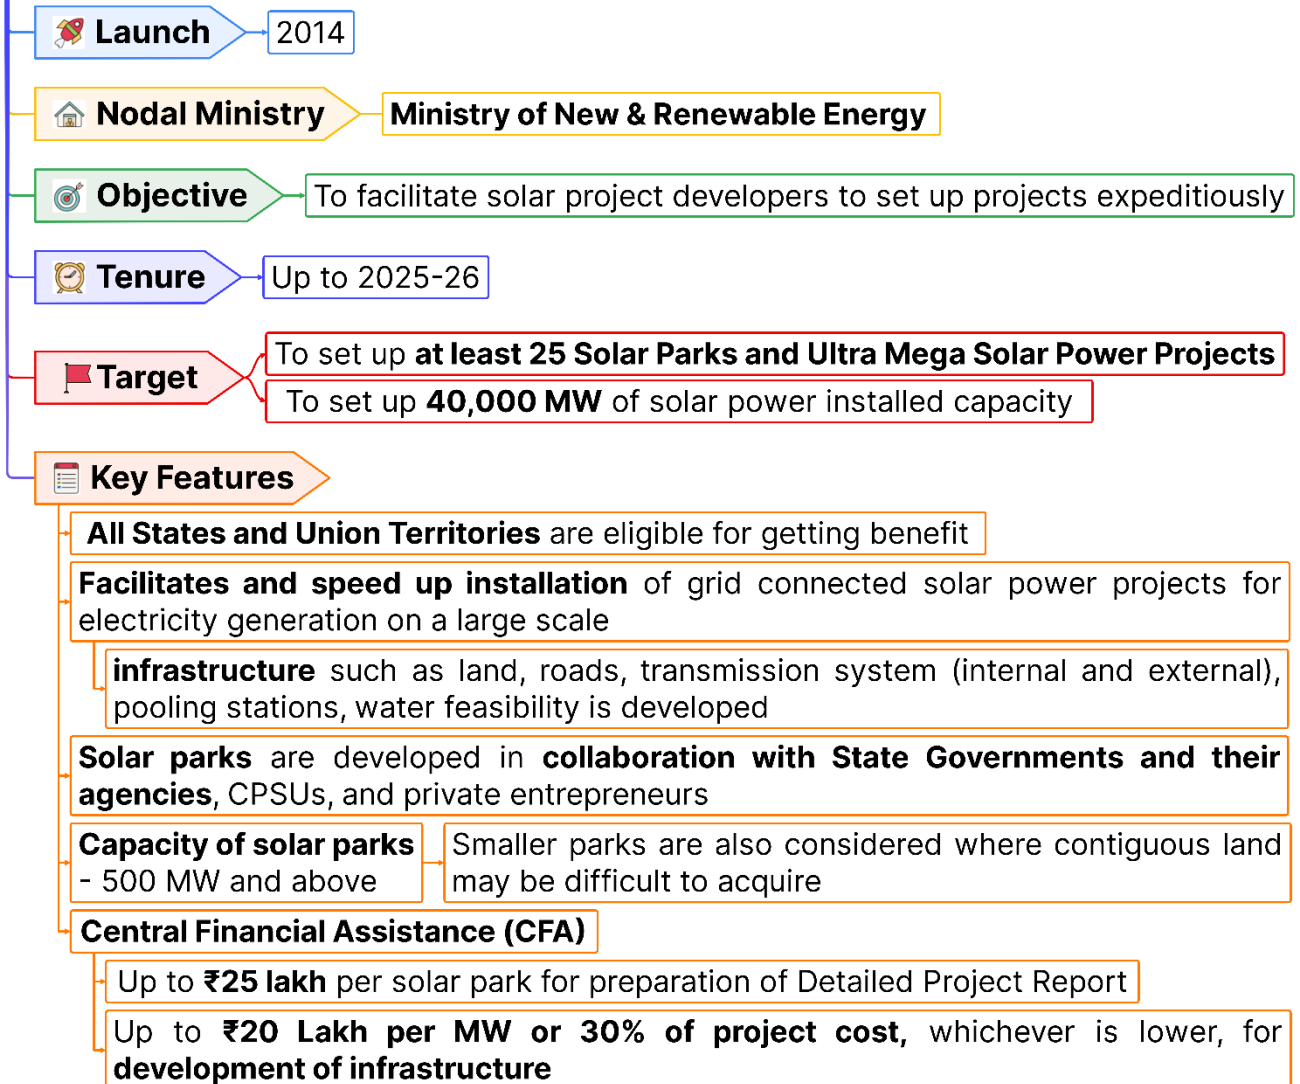 Launch
2014
Nodal Ministry
Ministry of New & Renewable Energy
Objective
To facilitate solar project developers to set up projects expeditiously
Tenure
Up to 2025-26
Target
To set up at least 25 Solar Parks and Ultra Mega Solar Power Projects
To set up 40,000 MW of solar power installed capacity
Key Features
All States and Union Territories are eligible for getting benefit
Facilitates and speed up installation of grid connected solar power projects for
electricity generation on a large scale
infrastructure such as land, roads, transmission system (internal and external),
pooling stations, water feasibility is developed
Solar parks are developed in collaboration with State Governments and their
agencies, CPSUs, and private entrepreneurs
Capacity of solar parks
- 500 MW and above
Smaller parks are also considered where contiguous land
may be difficult to acquire
Central Financial Assistance (CFA)
Up to ₹25 lakh per solar park for preparation of Detailed Project Report
Up to ₹20 Lakh per MW or 30% of project cost, whichever is lower, for
development of infrastructure